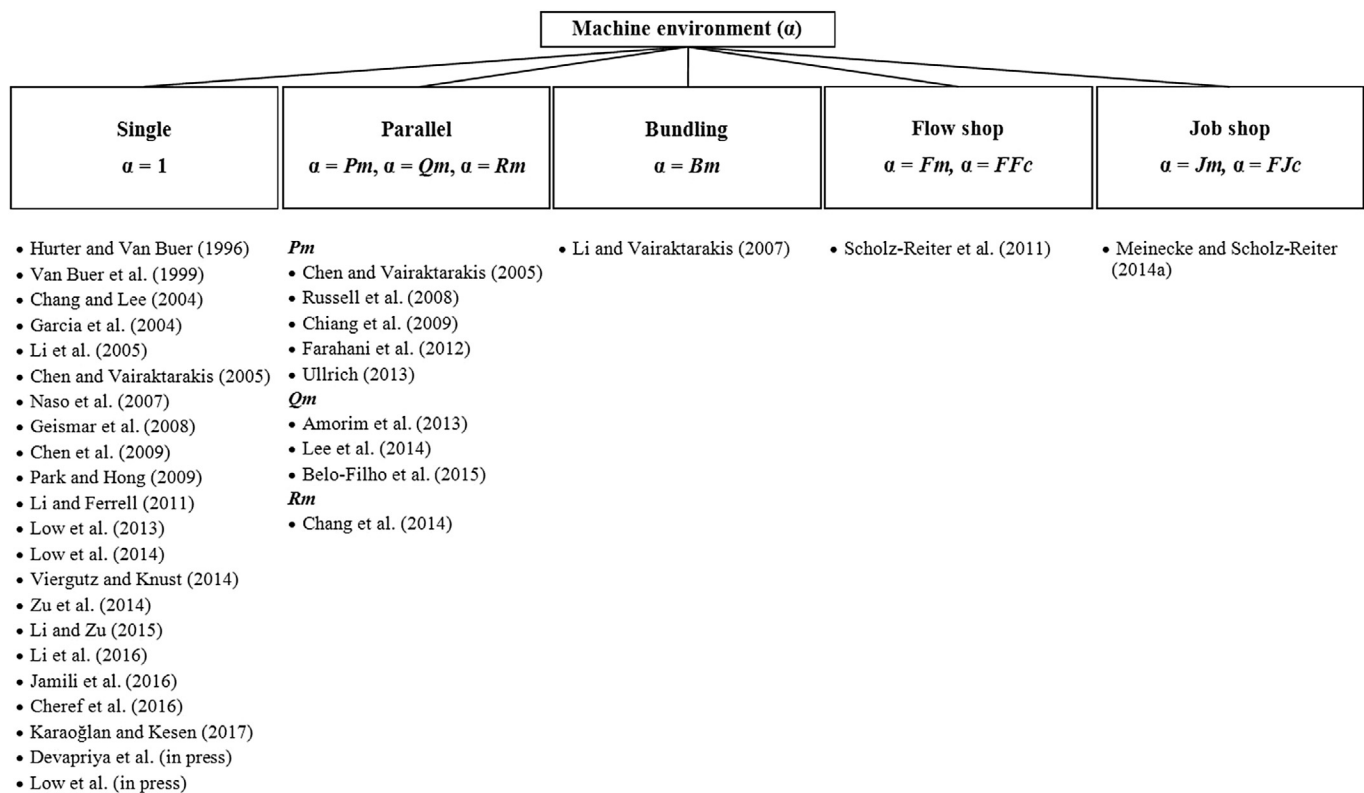 Machine environment (α)
Single
α = 1
Parallel
α = Pm, α = Qm, α = Rm
Bundling
α = Bm
Flow shop
α = Fm, α = FFc
Job shop
α = Jm, α = FJc
• Hurter and Van Buer (1996)
• Van Buer et al. (1999)
• Chang and Lee (2004)
• Garcia et al. (2004)
• Li et al. (2005)
• Chen and Vairaktarakis (2005)
• Naso et al. (2007)
• Geismar et al. (2008)
• Chen et al. (2009)
• Park and Hong (2009)
• Li and Ferrell (2011)
• Low et al. (2013)
• Low et al. (2014)
• Viergutz and Knust (2014)
• Zu et al. (2014)
• Li and Zu (2015)
• Li et al. (2016)
• Jamili et al. (2016)
• Cheref et al. (2016)
• Karaoğlan and Kesen (2017)
• Devapriya et al. (in press)
• Low et al. (in press)
Pm
• Chen and Vairaktarakis (2005)
• Russell et al. (2008)
• Chiang et al. (2009)
• Farahani et al. (2012)
• Ullrich (2013)
Qm
• Amorim et al. (2013)
• Lee et al. (2014)
• Belo-Filho et al. (2015)
Rm
• Chang et al. (2014)
• Li and Vairaktarakis (2007)
• Scholz-Reiter et al. (2011)
• Meinecke and Scholz-Reiter
(2014a)